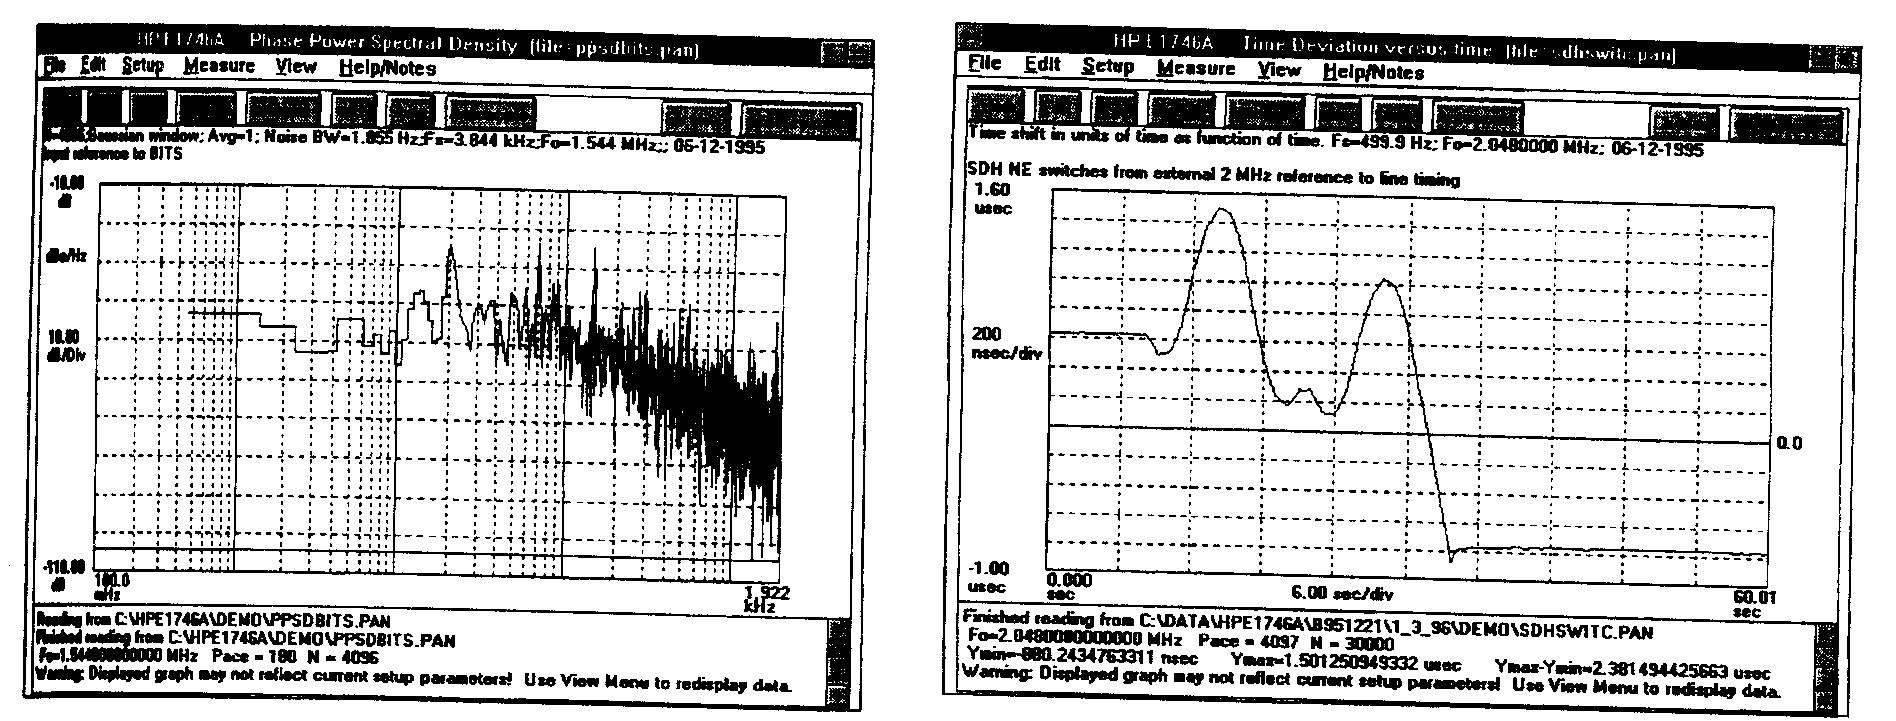 HP E1746A Phase Power Spectral Density (file: ppsdbits.pan)
File Edit Setup Measure View Help/Notes
Gaussian window; Avg=1; Noise BW=1.855 Hz;Fs=3.844 kHz;Fo=1.544 MHz;; 06-12-1995
Input reference to BITS
-10.00
dB
dBc/Hz
10.00
dB/Div
-110.00
dB
100.0
mHz
1.922
kHz
Reading from C:\HPE1746A\DEMO\PPSDBITS.PAN
Finished reading from C:\HPE1746A\DEMO\PPSDBITS.PAN
Fo=1.544000000000 MHz Pace = 180 N = 4096
Warning: Displayed graph may not reflect current setup parameters! Use View Menu to redisplay data.
HP E1746A Time Deviation versus time (file: sdhswitc.pan)
File Edit Setup Measure View Help/Notes
Time shift in units of time as function of time. Fs=499.9 Hz; Fo=2.0480000 MHz; 06-12-1995
SDH NE switches from external 2 MHz reference to line timing
1.60
usec
200
nsec/div
0.0
-1.00
usec
0.000
sec
6.00 sec/div
60.01
sec
Finished reading from C:\DATA\HPE1746A\B951221\1_3_96\DEMO\SDHSWITC.PAN
Fo=2.0480000000000 MHz Pace = 4097 N = 30000
Ymin=-880.2434763311 nsec Ymax=1.501250949332 usec Ymax-Ymin=2.381494425663 usec
Warning: Displayed graph may not reflect current setup parameters! Use View Menu to redisplay data.